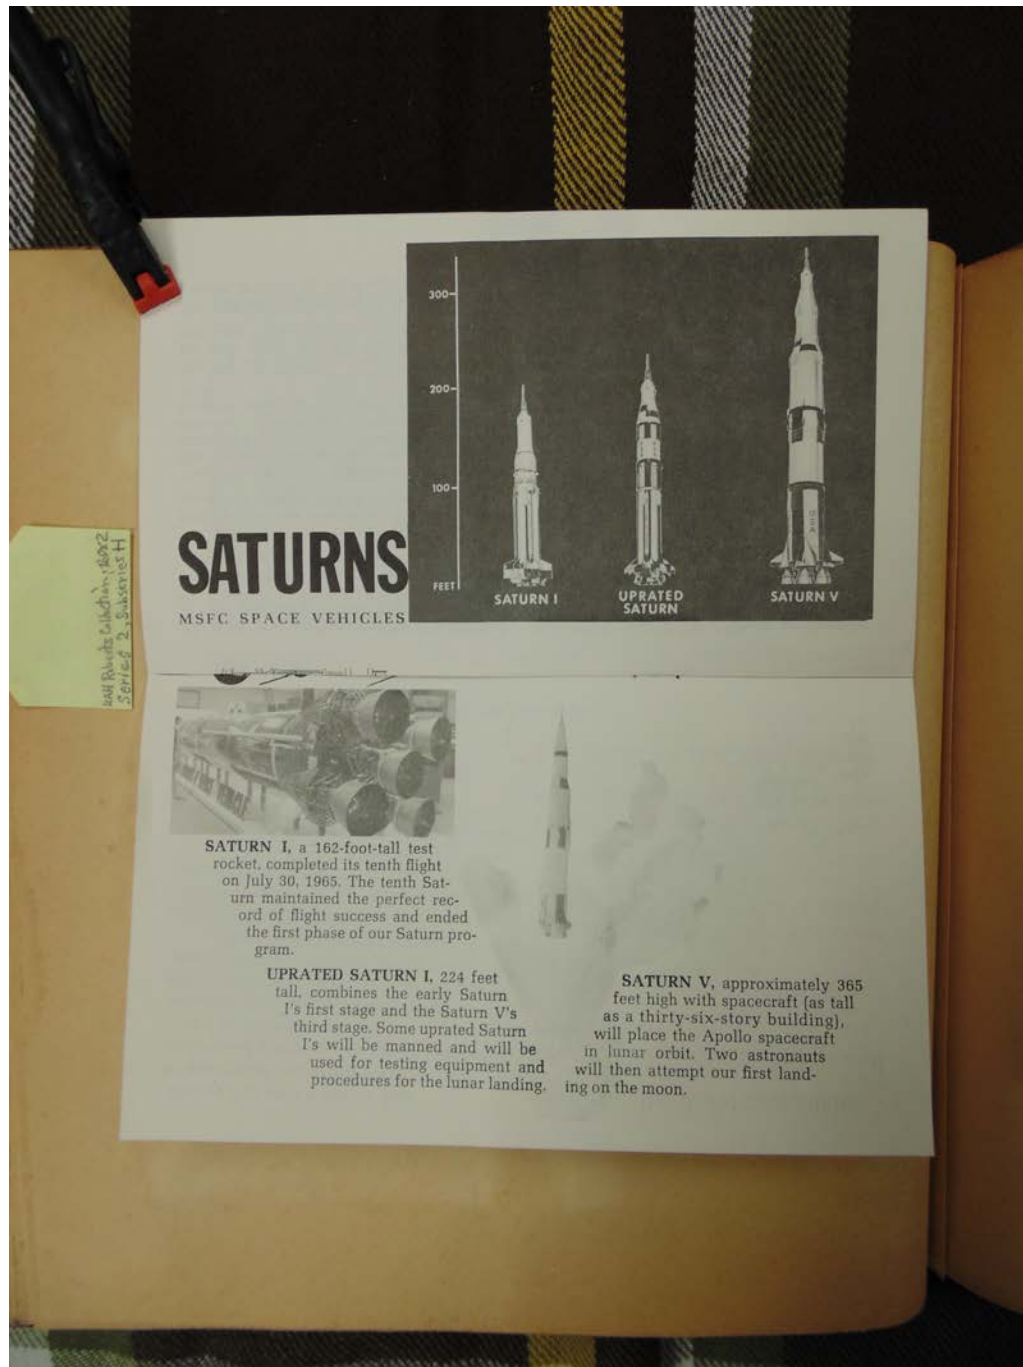 300-
200-
100-
FEET
SATURN I
UPRATED
SATURN
SATURN V
USA
SATURNS
MSFC SPACE VEHICLES
Series 2, Subseries H
SATURN I, a 162-foot-tall test
rocket, completed its tenth flight
on July 30, 1965. The tenth Sat-
urn maintained the perfect rec-
ord of flight success and ended
the first phase of our Saturn pro-
gram.
UPRATED SATURN I, 224 feet
tall, combines the early Saturn
I's first stage and the Saturn V's
third stage. Some uprated Saturn
I's will be manned and will be
used for testing equipment and
procedures for the lunar landing.
SATURN V, approximately 365
feet high with spacecraft (as tall
as a thirty-six-story building),
will place the Apollo spacecraft
in lunar orbit. Two astronauts
will then attempt our first land-
ing on the moon.